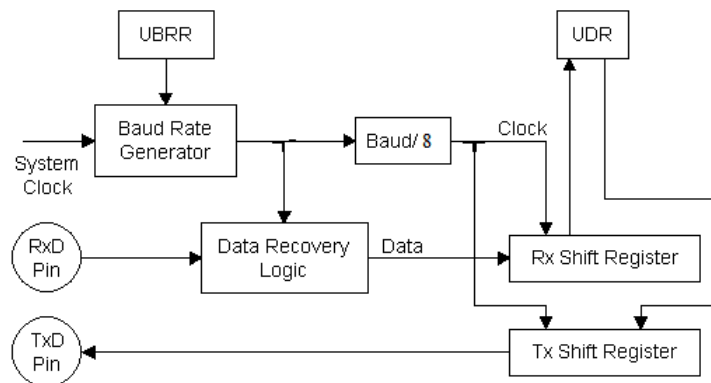 UBRR
UDR
Baud Rate
Generator
Baud/ 8
Clock
System
Clock
RxD
Pin
Data Recovery
Logic
Data
Rx Shift Register
TxD
Pin
Tx Shift Register